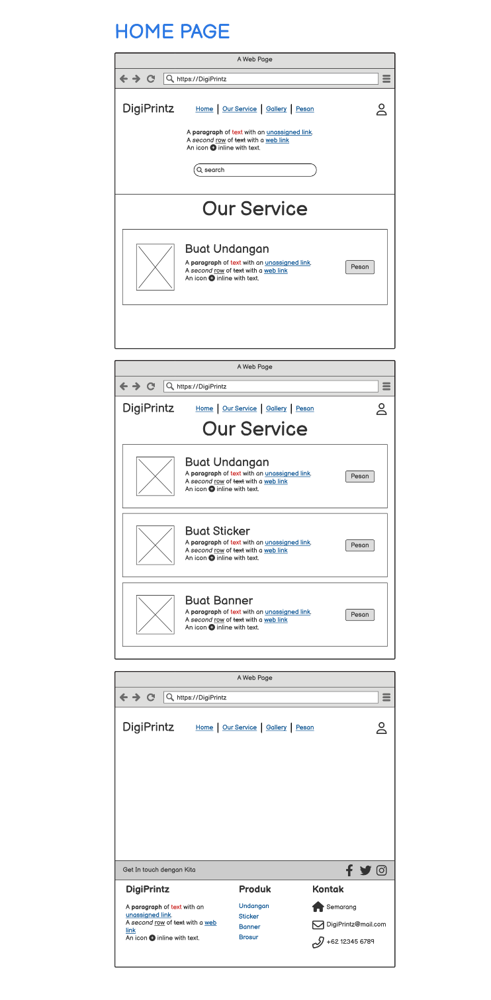 HOME PAGE
A Web Page
https://DigiPrintz
DigiPrintz
Home | Our Service | Gallery | Pesan
A paragraph of text with an unassigned link.
A second row of text with a web link
An icon inline with text.
search
Our Service
Buat Undangan
A paragraph of text with an unassigned link.
A second row of text with a web link
An icon inline with text.
Pesan
A Web Page
https://DigiPrintz
DigiPrintz
Home | Our Service | Gallery | Pesan
Our Service
Buat Undangan
A paragraph of text with an unassigned link.
A second row of text with a web link
An icon inline with text.
Pesan
Buat Sticker
A paragraph of text with an unassigned link.
A second row of text with a web link
An icon inline with text.
Pesan
Buat Banner
A paragraph of text with an unassigned link.
A second row of text with a web link
An icon inline with text.
Pesan
A Web Page
https://DigiPrintz
DigiPrintz
Home | Our Service | Gallery | Pesan
Get In touch dengan Kita
DigiPrintz
A paragraph of text with an
unassigned link.
A second row of text with a web
link
An icon inline with text.
Produk
Undangan
Sticker
Banner
Brosur
Kontak
Semarang
DigiPrintz@mail.com
+62 12345 6789